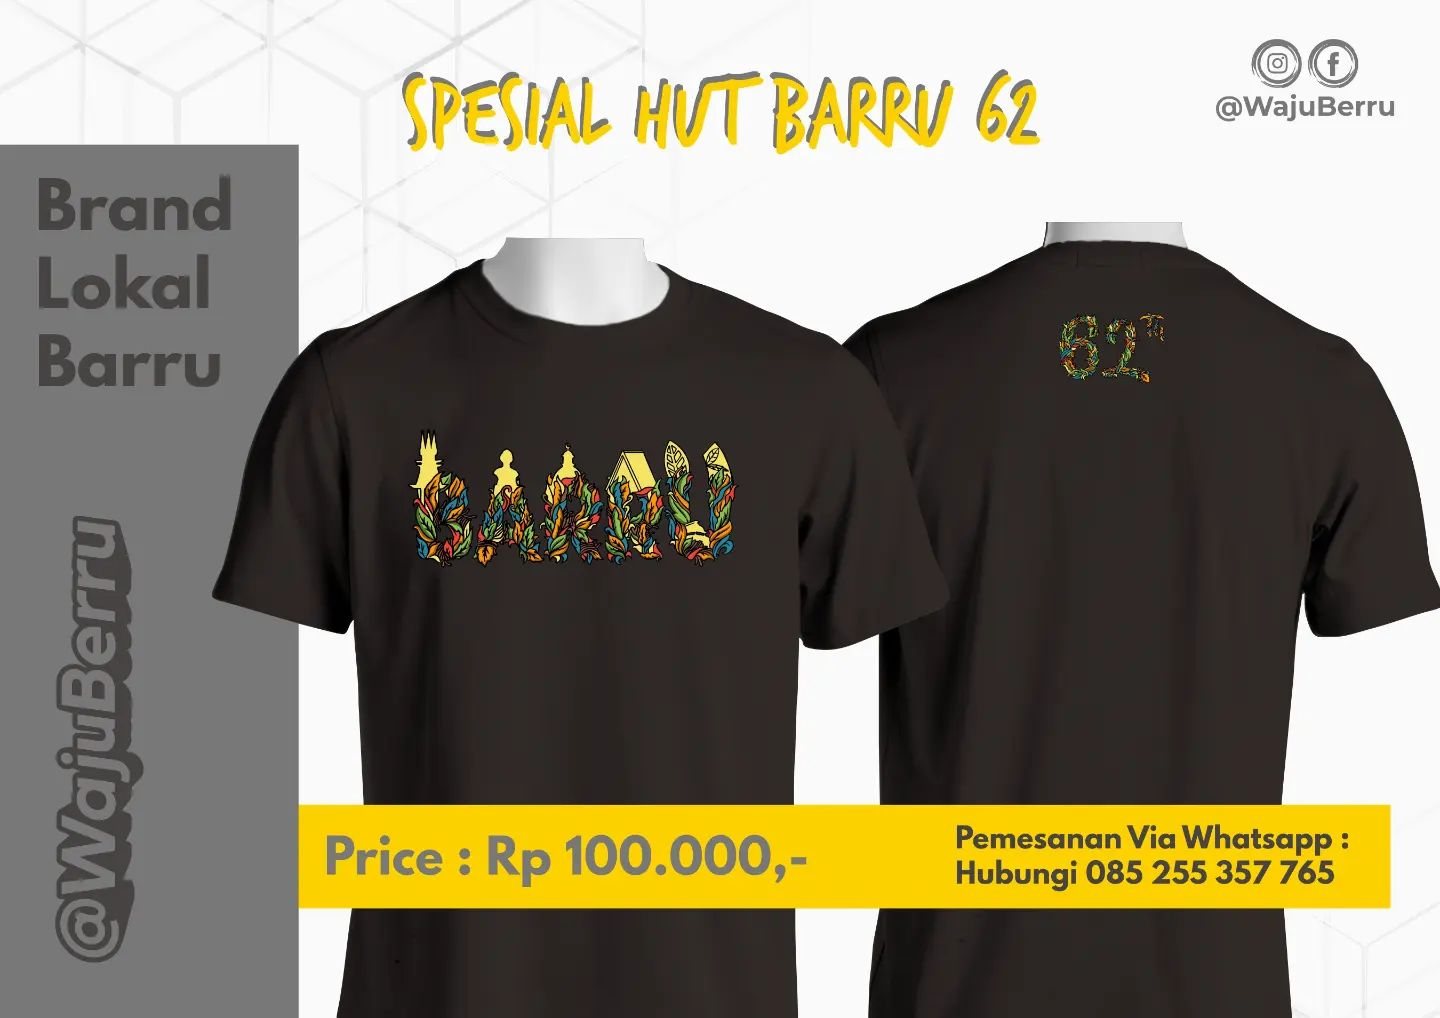 SPESIAL HUT BARRU 62
@WajuBerru
Brand
Lokal
Barru
@WajuBerru
BARRU
62TH
Price : Rp 100.000,-
Pemesanan Via Whatsapp :
Hubungi 085 255 357 765